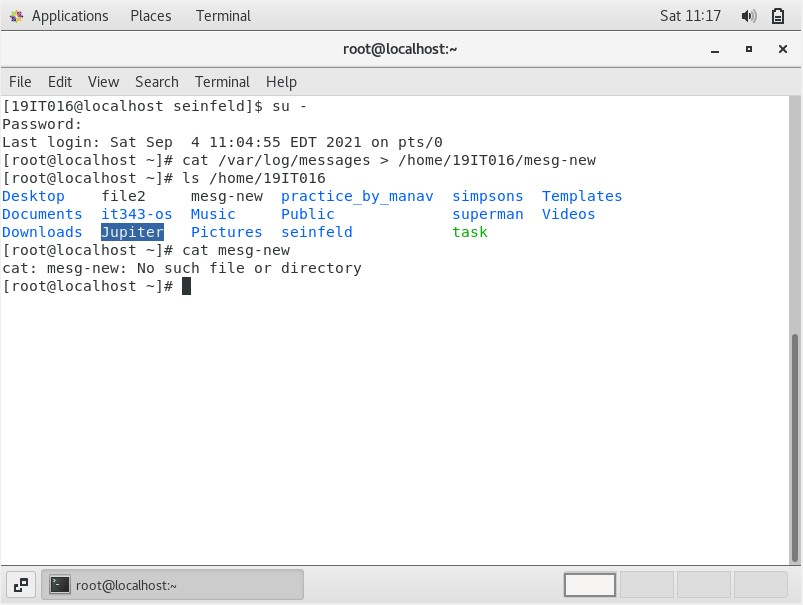 Applications Places Terminal Sat 11:17
root@localhost:~
File Edit View Search Terminal Help
[19IT016@localhost seinfeld]$ su -
Password:
Last login: Sat Sep  4 11:04:55 EDT 2021 on pts/0
[root@localhost ~]# cat /var/log/messages > /home/19IT016/mesg-new
[root@localhost ~]# ls /home/19IT016
Desktop    file2     mesg-new  practice_by_manav  simpsons  Templates
Documents  it343-os  Music     Public             superman  Videos
Downloads  Jupiter   Pictures  seinfeld           task
[root@localhost ~]# cat mesg-new
cat: mesg-new: No such file or directory
[root@localhost ~]#
root@localhost:~